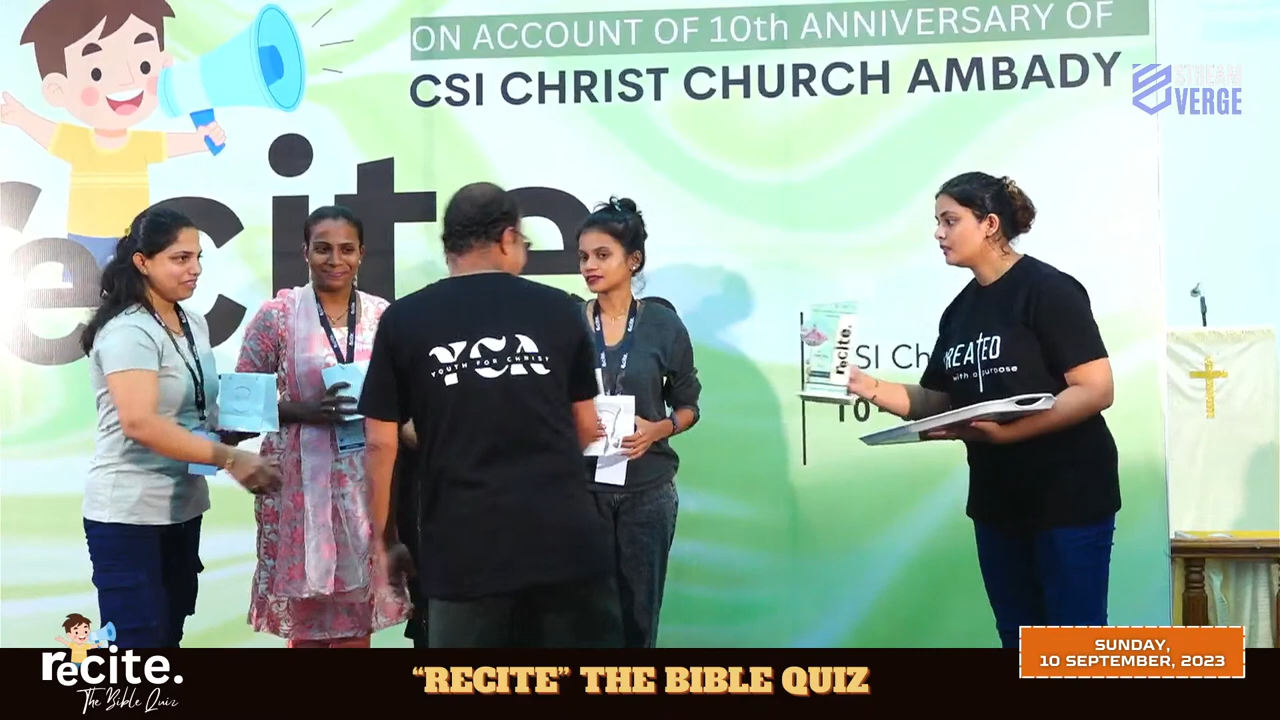 ON ACCOUNT OF 10th ANNIVERSARY OF
CSI CHRIST CHURCH AMBADY
STREAM
VERGE
recite
YOUTH FOR CHRIST
recite.
SI Ch
10-
CREATED
with a purpose
recite.
The Bible Quiz
“RECITE” THE BIBLE QUIZ
SUNDAY,
10 SEPTEMBER, 2023